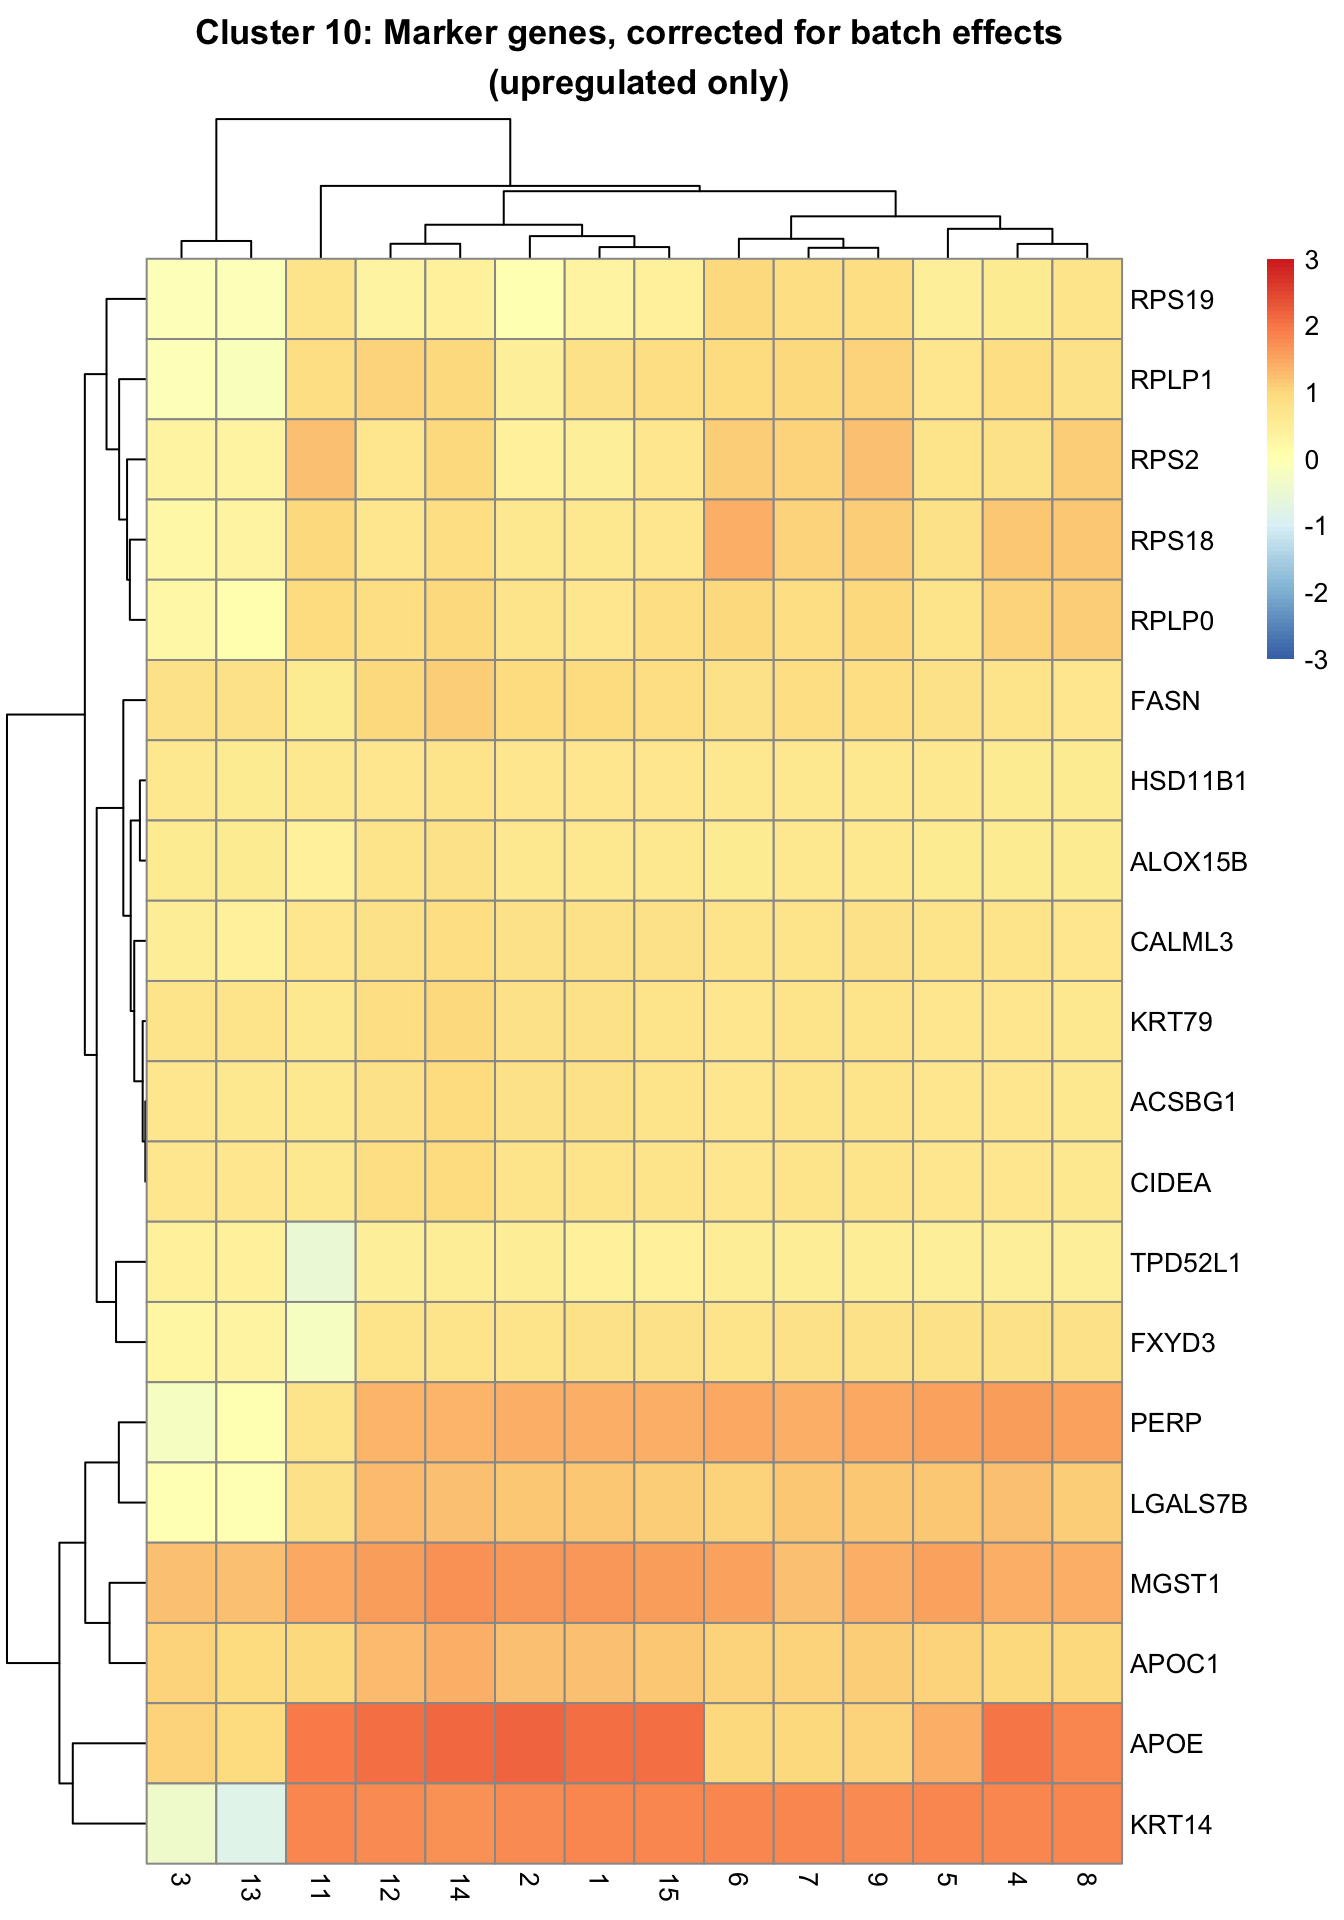 Cluster 10: Marker genes, corrected for batch effects
(upregulated only)
3
2
1
0
-1
-2
-3
RPS19
RPLP1
RPS2
RPS18
RPLP0
FASN
HSD11B1
ALOX15B
CALML3
KRT79
ACSBG1
CIDEA
TPD52L1
FXYD3
PERP
LGALS7B
MGST1
APOC1
APOE
KRT14
3 13 11 12 14 2 1 15 6 7 9 5 4 8